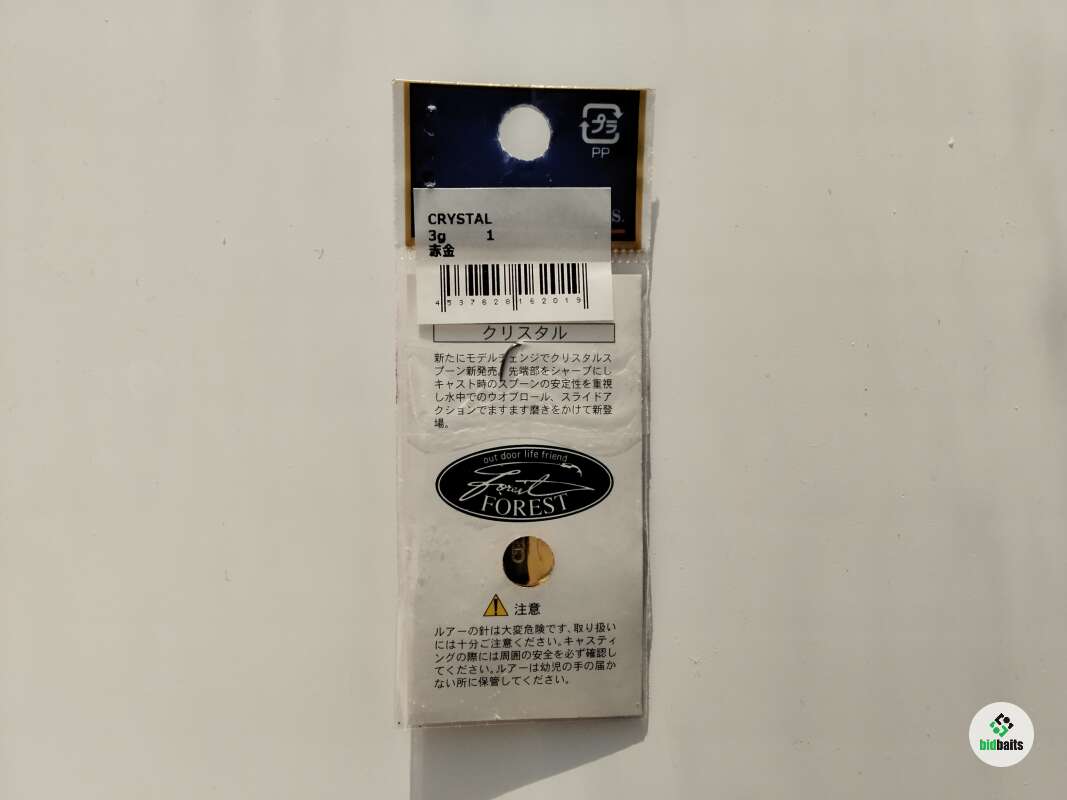 プラ
PP
S.
CRYSTAL
3g 1
赤金
4537628162019
クリスタル
新たにモデルチェンジでクリスタルス
プーン新発売。先端部をシャープにし
キャスト時のスプーンの安定性を重視
し水中でのウオブロール、スライドア
クションでますます磨きをかけて新登
場。
out door life friend
Forest
FOREST
注意
ルアーの針は大変危険です、取り扱い
には十分ご注意ください。キャスティ
ングの際には周囲の安全を必ず確認し
てください。ルアーは幼児の手の届か
ない所に保管してください。
bidbaits